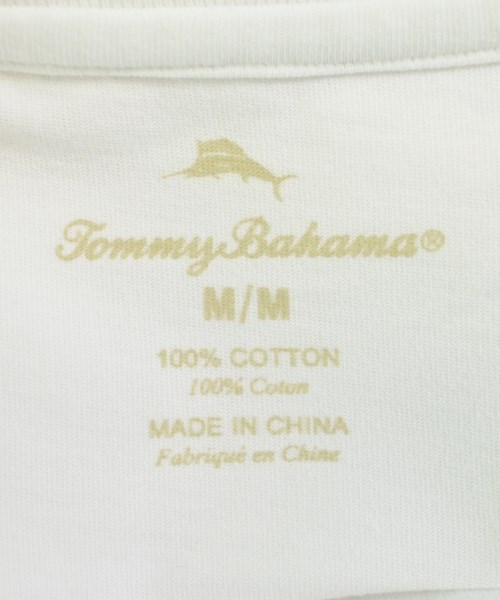 Tommy Bahama®
M/M
100% COTTON
100% Coton
MADE IN CHINA
Fabriqué en Chine